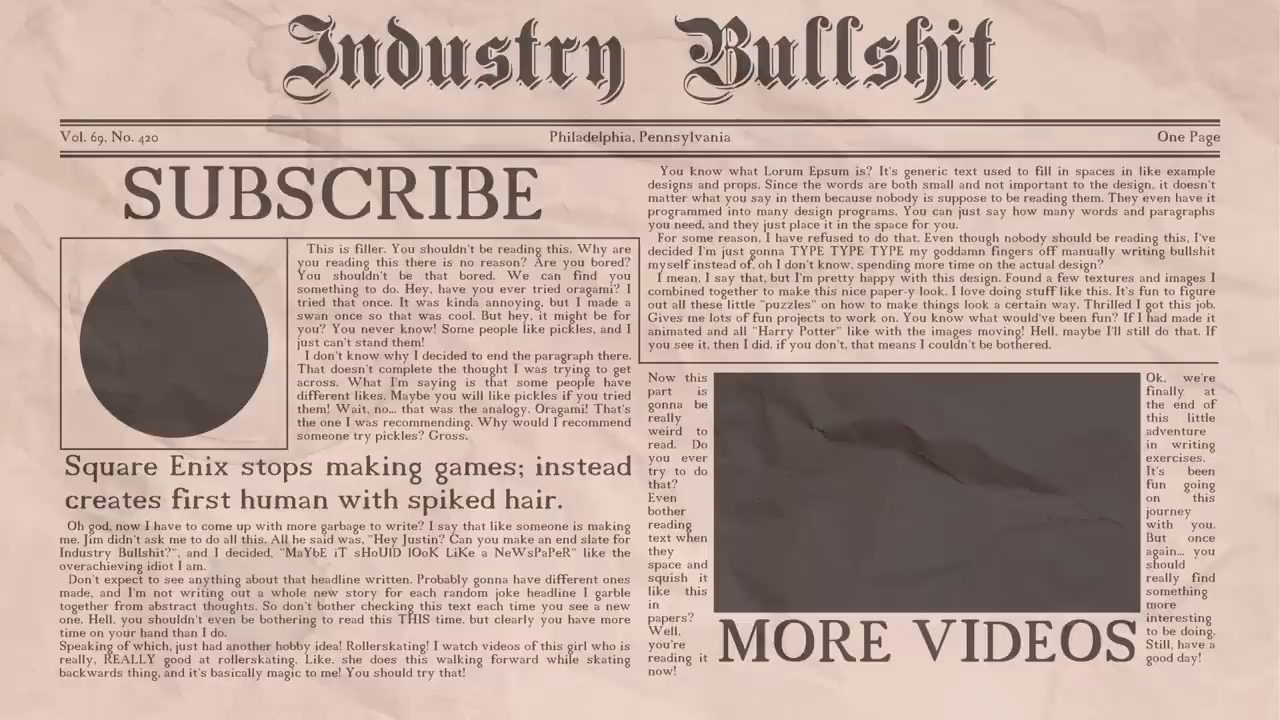 Industry Bullshit
Vol. 69, No. 420
Philadelphia, Pennsylvania
One Page
SUBSCRIBE
This is filler. You shouldn't be reading this. Why are
you reading this there is no reason? Are you bored?
You shouldn't be that bored. We can find you
something to do. Hey, have you ever tried oragami? I
tried that once. It was kinda annoying, but I made a
swan once so that was cool. But hey, it might be for
you? You never know! Some people like pickles, and I
just can't stand them!
I don't know why I decided to end the paragraph there.
That doesn't complete the thought I was trying to get
across. What I'm saying is that some people have
different likes. Maybe you will like pickles if you tried
them! Wait, no... that was the analogy. Oragami! That's
the one I was recommending. Why would I recommend
someone try pickles? Gross.
Square Enix stops making games; instead
creates first human with spiked hair.
Oh god, now I have to come up with more garbage to write? I say that like someone is making
me. Jim didn't ask me to do all this. All he said was, "Hey Justin? Can you make an end slate for
Industry Bullshit?", and I decided, "MaYbE iT sHoUlD lOoK LiKe a NeWsPaPeR" like the
overachieving idiot I am.
Don't expect to see anything about that headline written. Probably gonna have different ones
made, and I'm not writing out a whole new story for each random joke headline I garble
together from abstract thoughts. So don't bother checking this text each time you see a new
one. Hell, you shouldn't even be bothering to read this THIS time, but clearly you have more
time on your hand than I do.
Speaking of which, just had another hobby idea! Rollerskating! I watch videos of this girl who is
really, REALLY good at rollerskating. Like, she does this walking forward while skating
backwards thing, and it's basically magic to me! You should try that!
You know what Lorum Epsum is? It's generic text used to fill in spaces in like example
designs and props. Since the words are both small and not important to the design, it doesn't
matter what you say in them because nobody is suppose to be reading them. They even have it
programmed into many design programs. You can just say how many words and paragraphs
you need, and they just place it in the space for you.
For some reason, I have refused to do that. Even though nobody should be reading this, I've
decided I'm just gonna TYPE TYPE TYPE my goddamn fingers off manually writing bullshit
myself instead of, oh I don't know, spending more time on the actual design?
I mean, I say that, but I'm pretty happy with this design. Found a few textures and images I
combined together to make this nice paper-y look. I love doing stuff like this. It's fun to figure
out all these little "puzzles" on how to make things look a certain way. Thrilled I got this job.
Gives me lots of fun projects to work on. You know what would've been fun? If I had made it
animated and all "Harry Potter" like with the images moving! Hell, maybe I'll still do that. If
you see it, then I did, if you don't, that means I couldn't be bothered.
Now this
part is
gonna be
really
weird to
read. Do
you ever
try to do
that?
Even
bother
reading
text when
they
space and
squish it
like this
in
papers?
Well,
you're
reading it
now!
MORE VIDEOS
Ok, we're
finally at
the end of
this little
adventure
in writing
exercises.
It's been
fun going
on this
journey
with you.
But once
again... you
should
really find
something
more
interesting
to be doing.
Still, have a
good day!